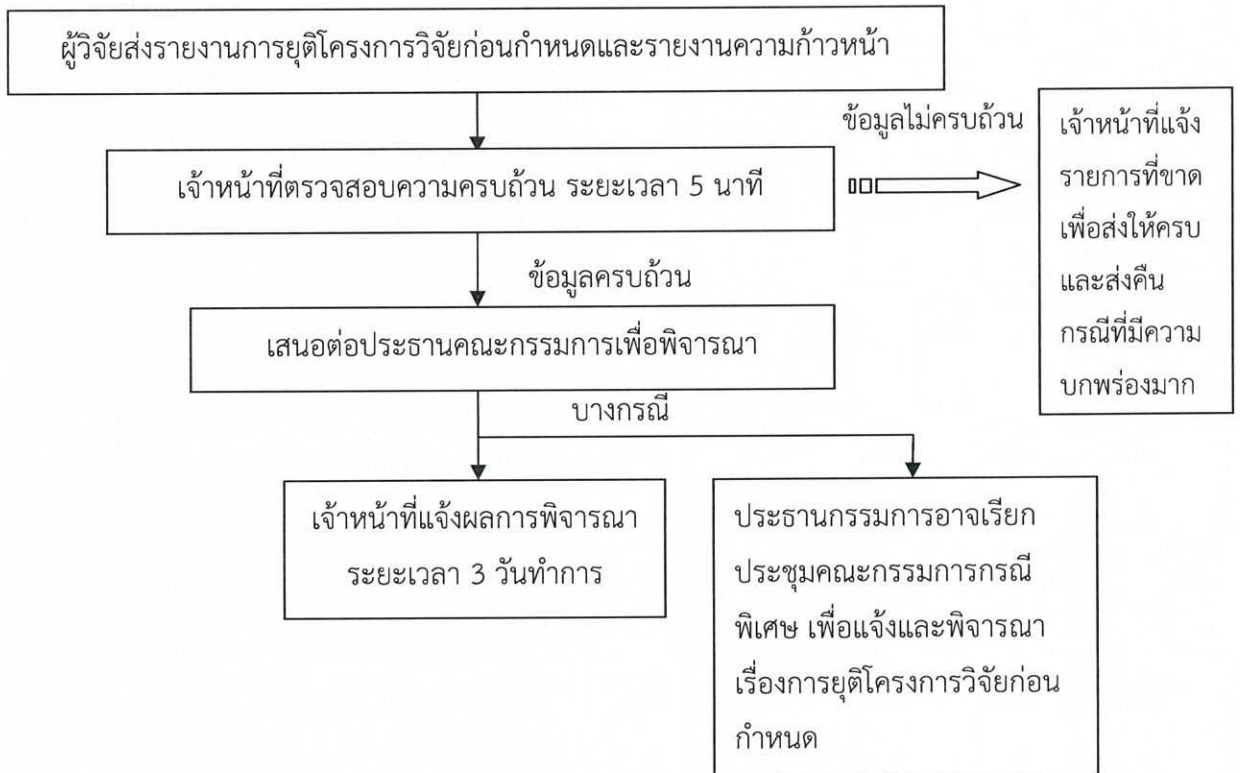 ผู้วิจัยส่งรายงานการยุติโครงการวิจัยก่อนกำหนดและรายงานความก้าวหน้า
ข้อมูลไม่ครบถ้วน
เจ้าหน้าที่ตรวจสอบความครบถ้วน ระยะเวลา 5 นาที
เจ้าหน้าที่แจ้ง
รายการที่ขาด
เพื่อส่งให้ครบ
และส่งคืน
กรณีที่มีความ
บกพร่องมาก
ข้อมูลครบถ้วน
เสนอต่อประธานคณะกรรมการเพื่อพิจารณา
บางกรณี
เจ้าหน้าที่แจ้งผลการพิจารณา
ระยะเวลา 3 วันทำการ
ประธานกรรมการอาจเรียก
ประชุมคณะกรรมการกรณี
พิเศษ เพื่อแจ้งและพิจารณา
เรื่องการยุติโครงการวิจัยก่อน
กำหนด